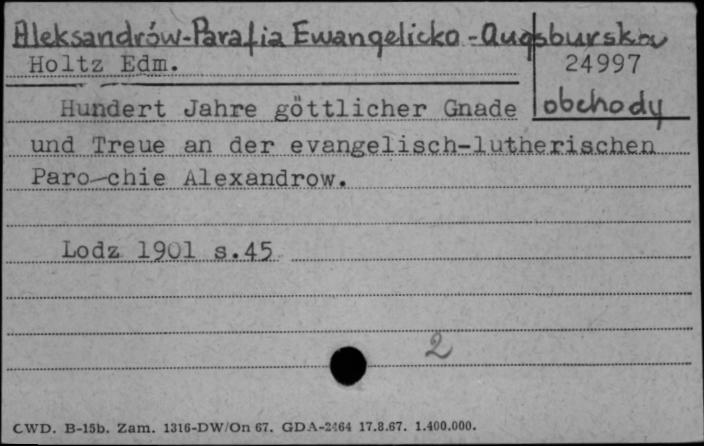 Aleksandrów-Parafia Ewangelicko-Augsburska
Holtz Edm.
24997
obchody
Hundert Jahre göttlicher Gnade
und Treue an der evangelisch-lutherischen
Paro-chie Alexandrow.
Lodz 1901 s.45
2
CWD. B-15b. Zam. 1316-DW/On 67. GDA-2464 17.8.67. 1.400.000.